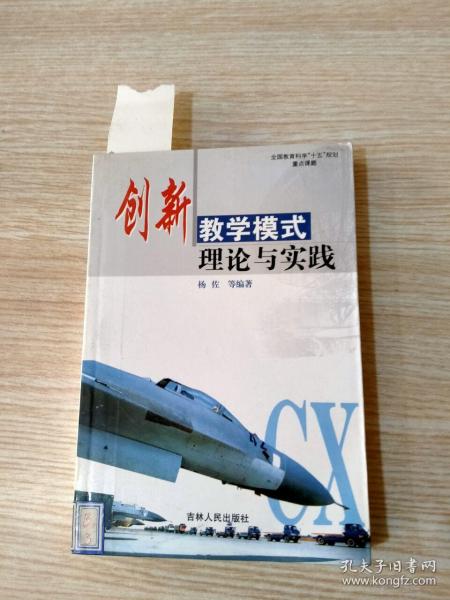 全国教育科学“十五”规划
重点课题
创新
教学模式
理论与实践
杨佐 等编著
CX
吉林人民出版社
孔夫子旧书网
www.kongfz.com